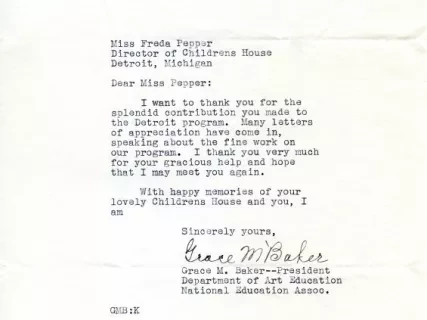 Miss Freda Pepper
Director of Childrens House
Detroit, Michigan
Dear Miss Pepper:
I want to thank you for the
splendid contribution you made to
the Detroit program. Many letters
of appreciation have come in,
speaking about the fine work on
our program. I thank you very much
for your gracious help and hope
that I may meet you again.
With happy memories of your
lovely Childrens House and you, I
am
Sincerely yours,
Grace M Baker
Grace M. Baker--President
Department of Art Education
National Education Assoc.
GMB:K